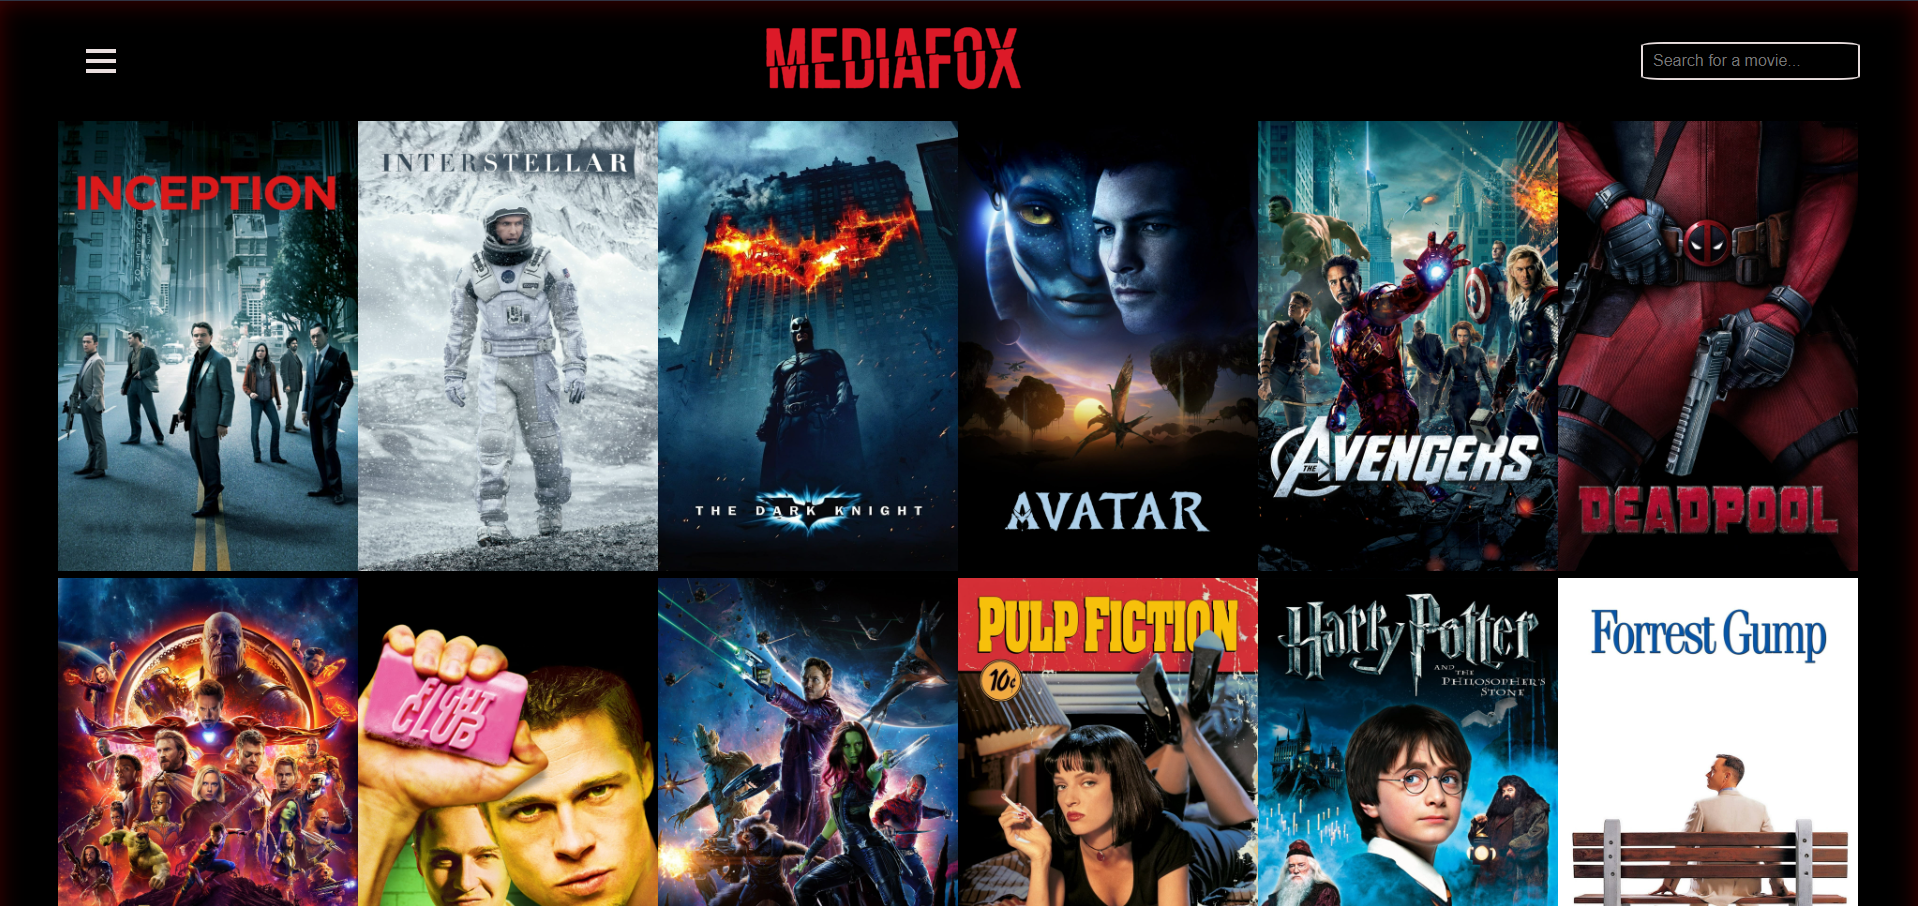 MEDIAFOX
Search for a movie...
INCEPTION
INTERSTELLAR
THE DARK KNIGHT
AVATAR
THE AVENGERS
DEADPOOL
FIGHT
CLUB
PULP FICTION
10¢
Harry Potter
AND
THE
PHILOSOPHER'S
STONE
Forrest Gump